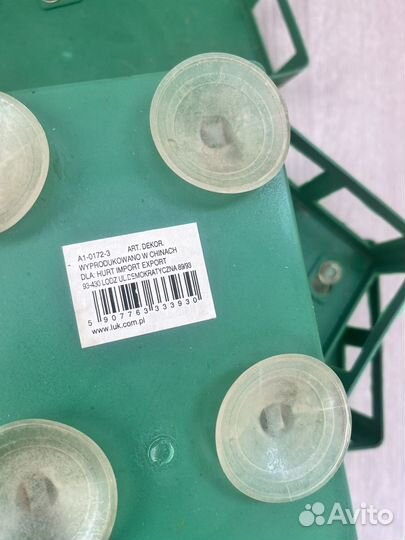 A1-0172-3 ART. DEKOR.
WYPRODUKOWANO W CHINACH
DLA: HURT IMPORT EXPORT
93-430 LODZ UL.DEMOKRATYCZNA 89/93
5 907763 333930
www.luk.com.pl
Avito